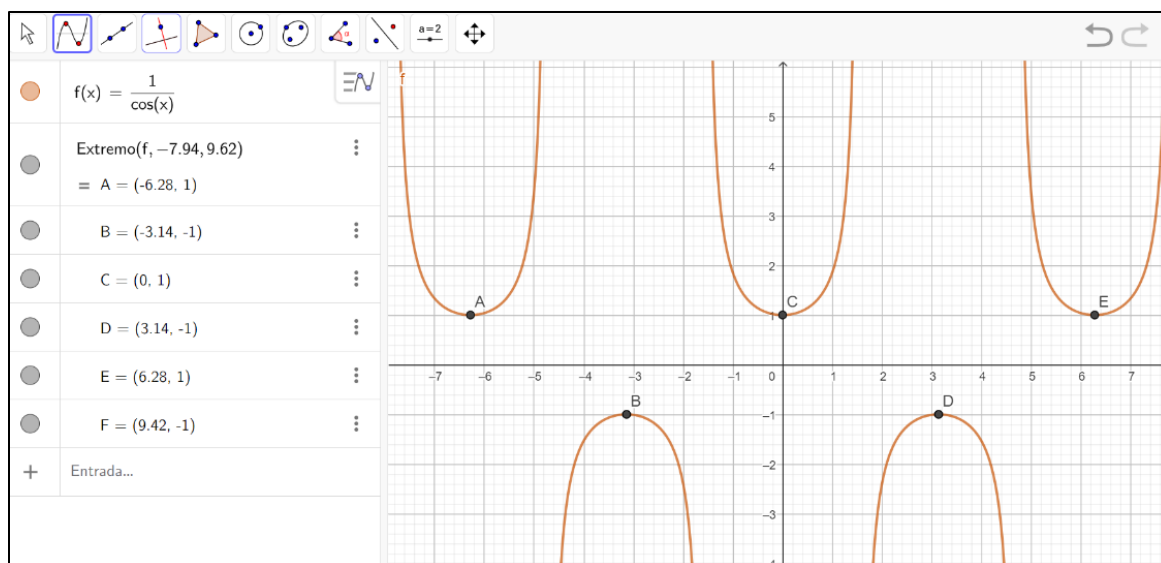 a=2
f(x) = 1/cos(x)
f
Extremo(f, −7.94, 9.62)
= A = (-6.28, 1)
B = (-3.14, -1)
C = (0, 1)
D = (3.14, -1)
E = (6.28, 1)
F = (9.42, -1)
+ Entrada...
5
4
3
2
A
C
E
1
−7 −6 −5 −4 −3 −2 −1 0 1 2 3 4 5 6 7
B
D
−1
−2
−3